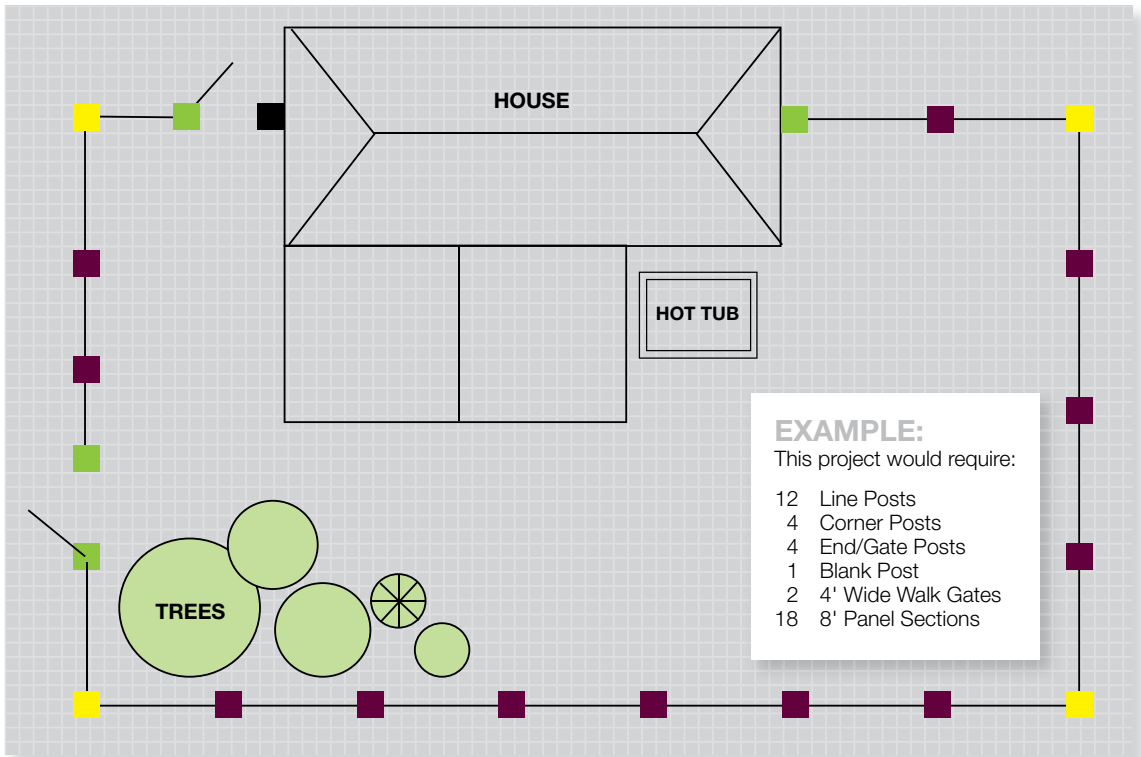 HOUSE
HOT TUB
EXAMPLE:
This project would require:
12 Line Posts
4 Corner Posts
4 End/Gate Posts
1 Blank Post
2 4' Wide Walk Gates
18 8' Panel Sections
TREES